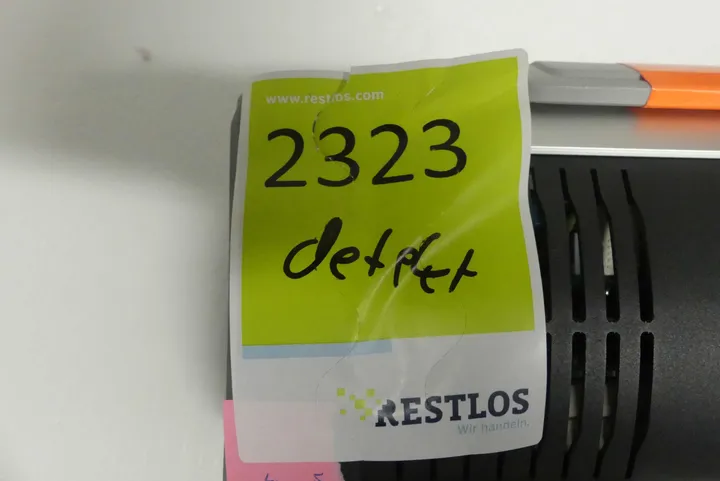 www.restlos.com
2323
defekt
RESTLOS
Wir handeln.